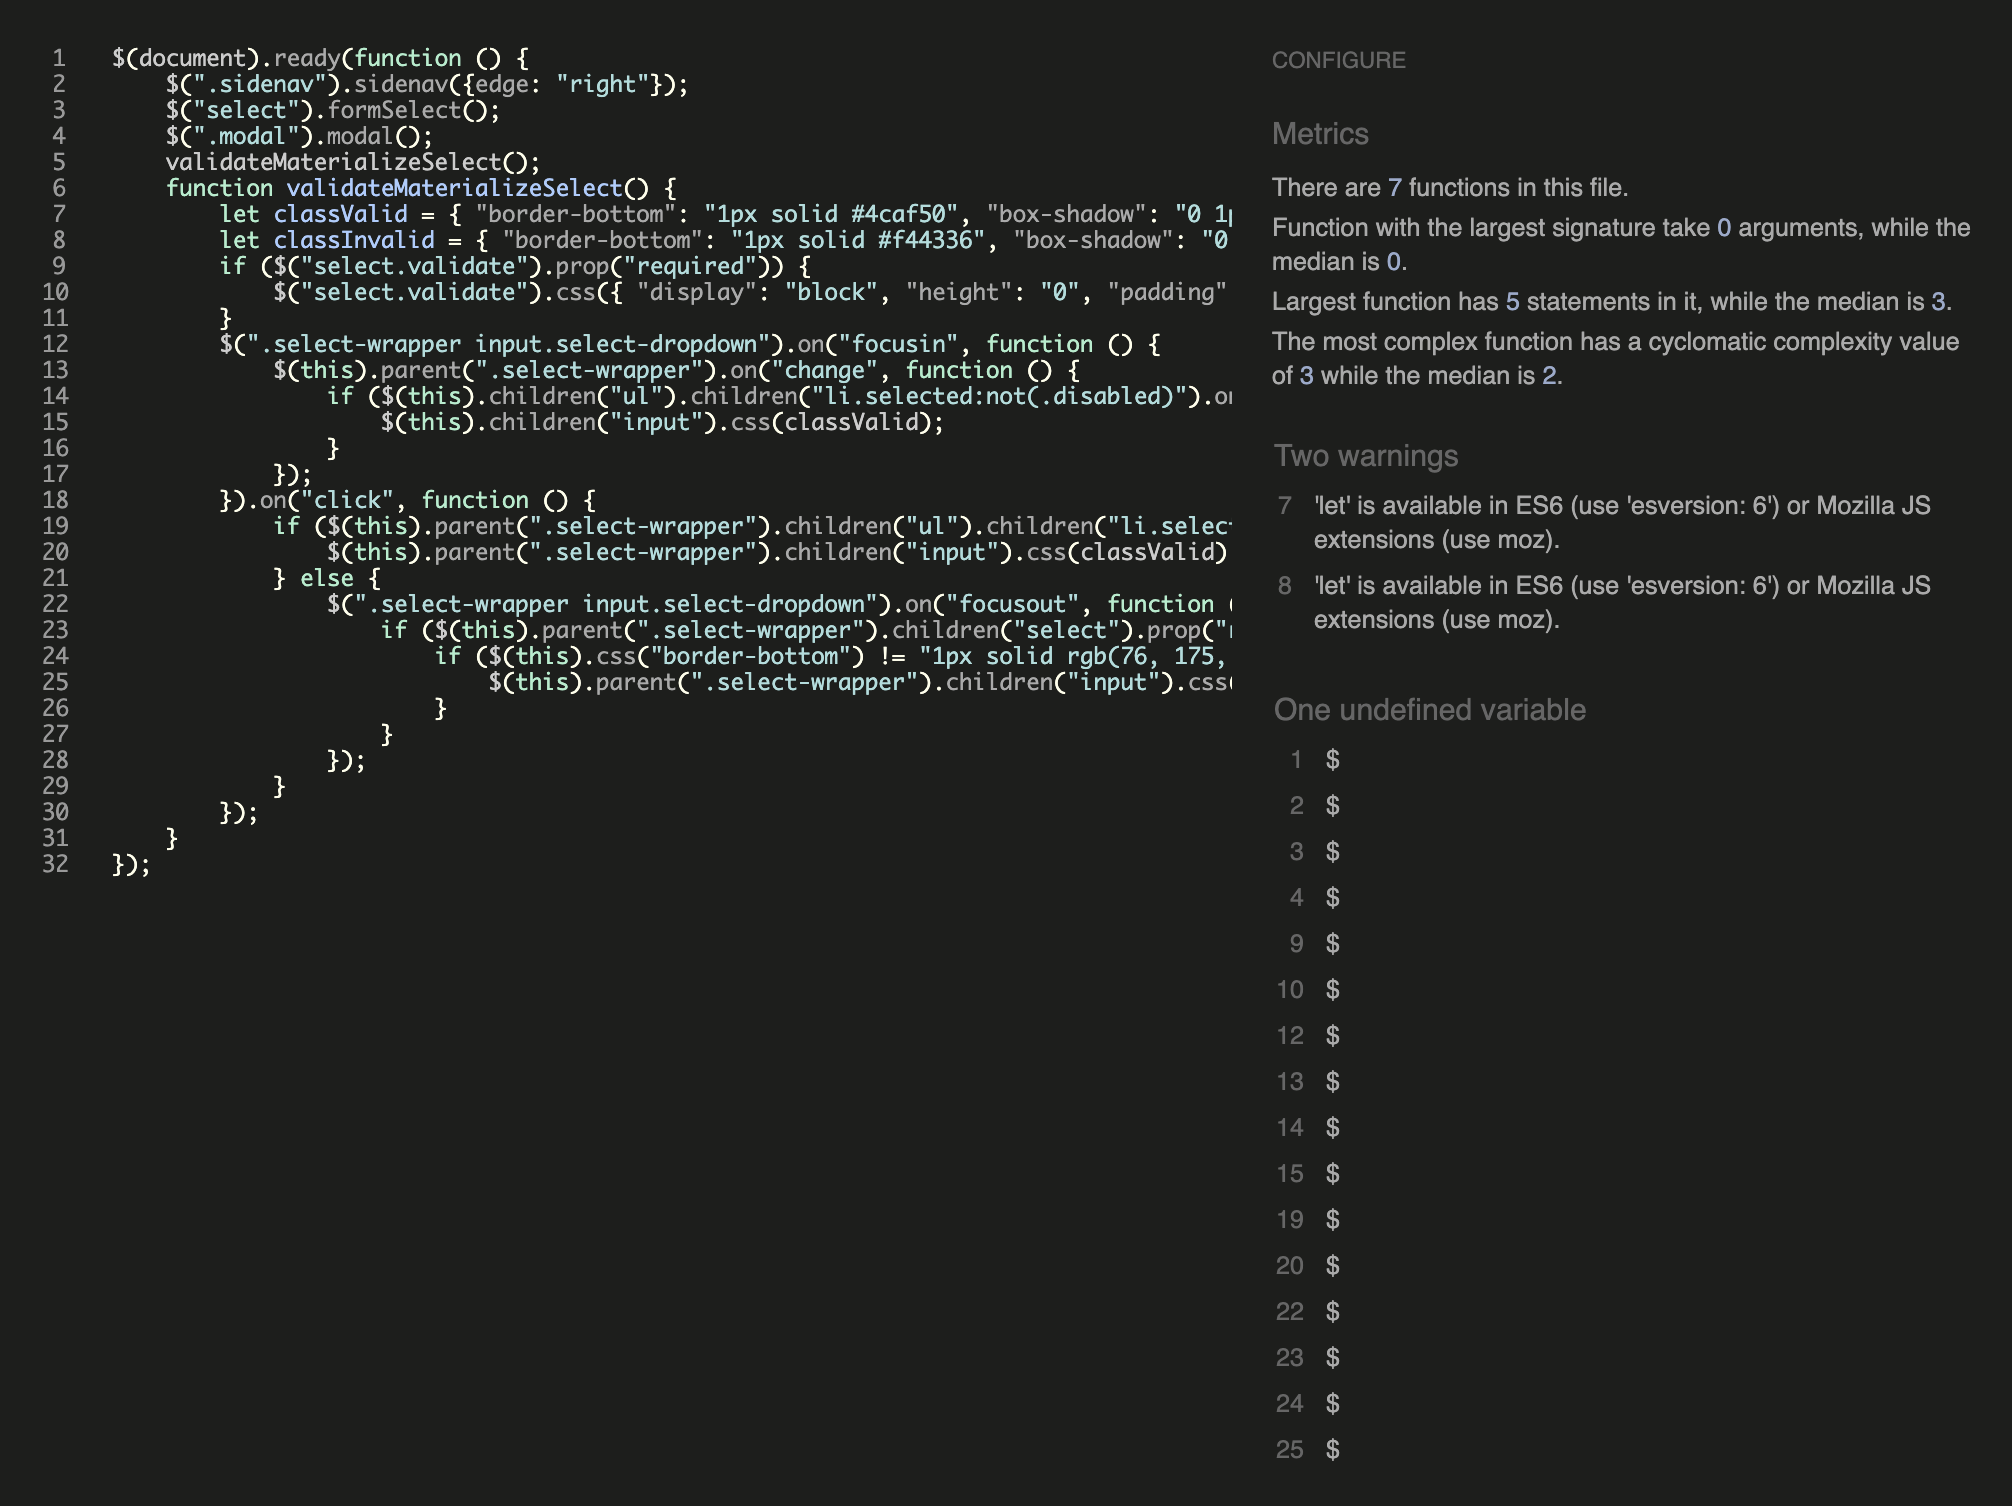 1 $(document).ready(function () {
2 $(".sidenav").sidenav({edge: "right"});
3 $("select").formSelect();
4 $(".modal").modal();
5 validateMaterializeSelect();
6 function validateMaterializeSelect() {
7 let classValid = { "border-bottom": "1px solid #4caf50", "box-shadow": "0
8 let classInvalid = { "border-bottom": "1px solid #f44336", "box-shadow": "0
9 if ($("select.validate").prop("required")) {
10 $("select.validate").css({ "display": "block", "height": "0", "padding"
11 }
12 $(".select-wrapper input.select-dropdown").on("focusin", function () {
13 $(this).parent(".select-wrapper").on("change", function () {
14 if ($(this).children("ul").children("li.selected:not(.disabled)").on
15 $(this).children("input").css(classValid);
16 }
17 });
18 }).on("click", function () {
19 if ($(this).parent(".select-wrapper").children("ul").children("li.selec
20 $(this).parent(".select-wrapper").children("input").css(classValid)
21 } else {
22 $(".select-wrapper input.select-dropdown").on("focusout", function (
23 if ($(this).parent(".select-wrapper").children("select").prop("
24 if ($(this).css("border-bottom") != "1px solid rgb(76, 175,
25 $(this).parent(".select-wrapper").children("input").css(
26 }
27 }
28 });
29 }
30 });
31 }
32 });
CONFIGURE
Metrics
There are 7 functions in this file.
Function with the largest signature take 0 arguments, while the
median is 0.
Largest function has 5 statements in it, while the median is 3.
The most complex function has a cyclomatic complexity value
of 3 while the median is 2.
Two warnings
7 'let' is available in ES6 (use 'esversion: 6') or Mozilla JS
extensions (use moz).
8 'let' is available in ES6 (use 'esversion: 6') or Mozilla JS
extensions (use moz).
One undefined variable
1 $
2 $
3 $
4 $
9 $
10 $
12 $
13 $
14 $
15 $
19 $
20 $
22 $
23 $
24 $
25 $